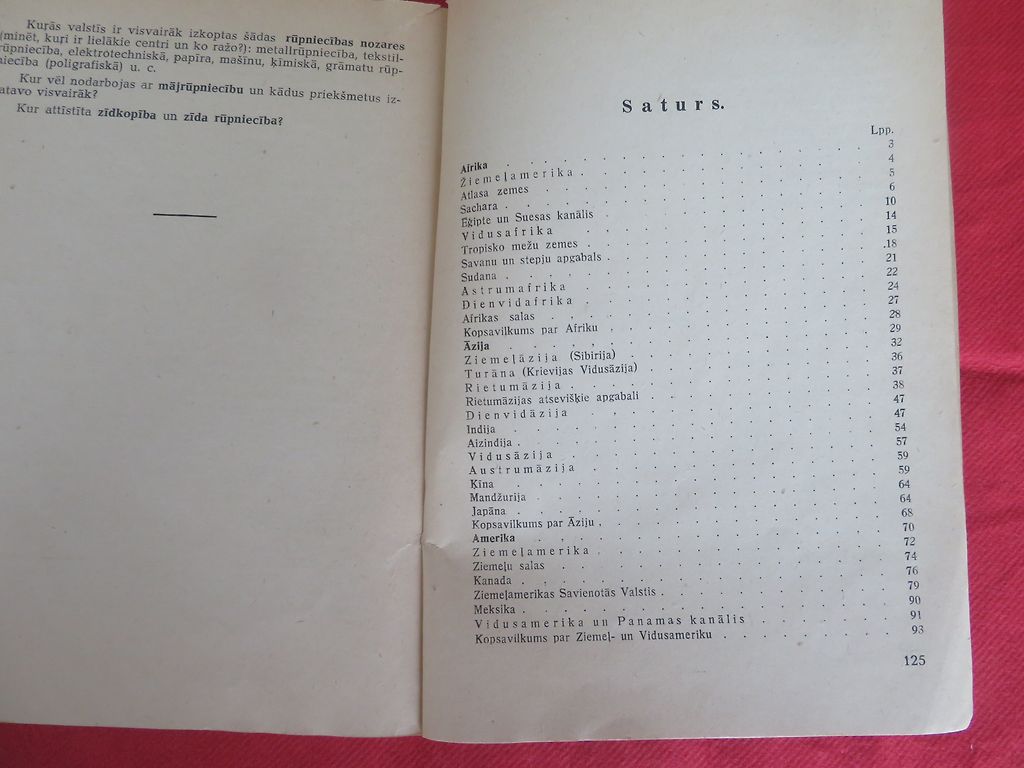 Kuŗās valstīs ir visvairāk izkoptas šādas rūpniecības nozares
(minēt, kuŗi ir lielākie centri un ko ražo?): metallrūpniecība, tekstil-
rūpniecība, elektrotechniskā, papīra, mašīnu, ķīmiskā, grāmatu rūp-
niecība (poligrafiskā) u. c.
Kur vēl nodarbojas ar mājrūpniecību un kādus priekšmetus iz-
atavo visvairāk?
Kur attīstīta zīdkopība un zīda rūpniecība?
Saturs.
Lpp.
Afrika . . . 3
Žiemeļamerika . . . 4
Atlasa zemes . . . 5
Sachara . . . 6
Ēģipte un Suesas kanālis . . . 10
Vidusafrika . . . 14
Tropisko mežu zemes . . . 15
Savanu un stepju apgabals . . . 18
Sudana . . . 21
Astrumafrika . . . 22
Dienvidafrika . . . 24
Afrikas salas . . . 27
Kopsavilkums par Afriku . . . 28
Āzija . . . 29
Ziemeļāzija (Sibirija) . . . 32
Turāna (Krievijas Vidusāzija) . . . 36
Rietumāzija . . . 37
Rietumāzijas atsevišķie apgabali . . . 38
Dienvidāzija . . . 47
Indija . . . 47
Aizindija . . . 54
Vidusāzija . . . 57
Austrumāzija . . . 59
Ķīna . . . 59
Mandžurija . . . 64
Japāna . . . 64
Kopsavilkums par Āziju . . . 68
Amerika . . . 70
Ziemeļamerika . . . 72
Ziemeļu salas . . . 74
Kanada . . . 76
Ziemeļamerikas Savienotās Valstis . . . 79
Meksika . . . 90
Vidusamerika un Panamas kanālis . . . 91
Kopsavilkums par Ziemeļ- un Vidusameriku . . . 93
125